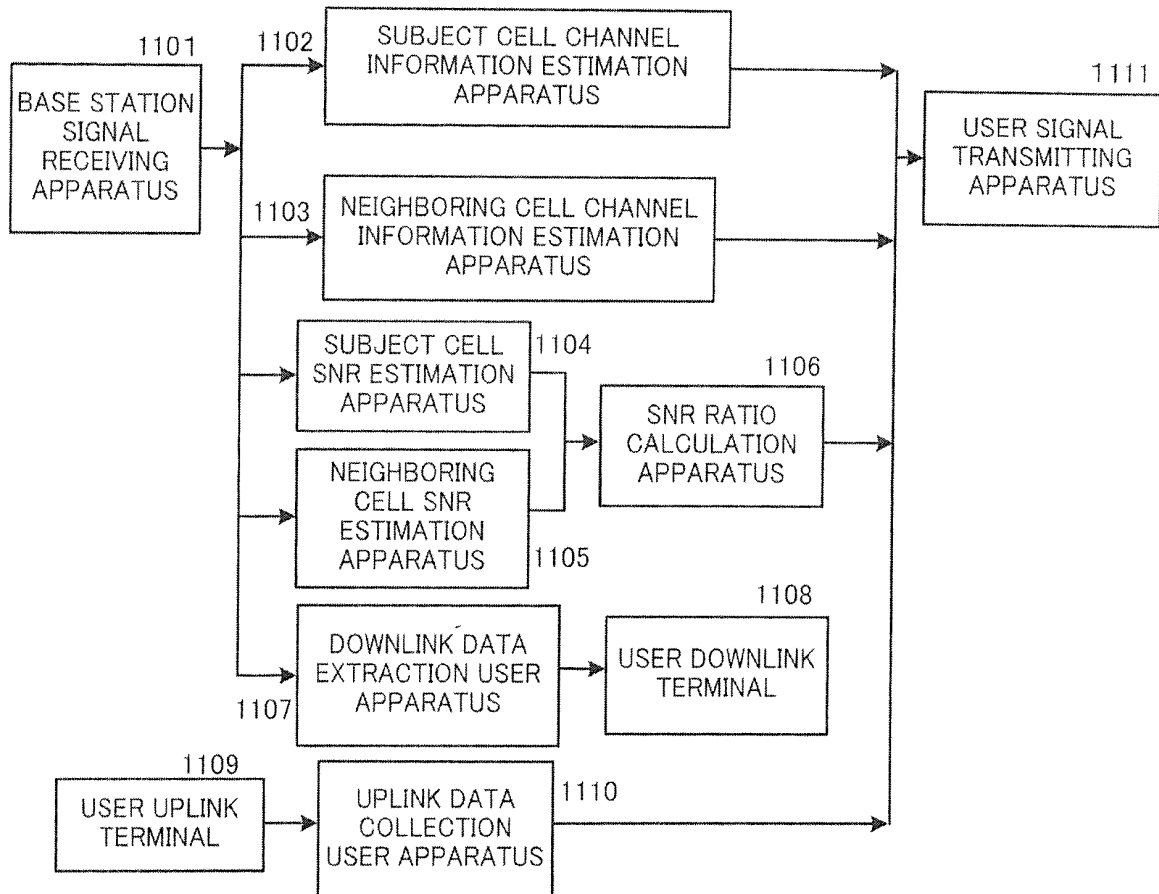 1101
BASE STATION
SIGNAL
RECEIVING
APPARATUS
1102
SUBJECT CELL CHANNEL
INFORMATION ESTIMATION
APPARATUS
1103
NEIGHBORING CELL CHANNEL
INFORMATION ESTIMATION
APPARATUS
SUBJECT CELL
SNR ESTIMATION
APPARATUS
1104
NEIGHBORING
CELL SNR
ESTIMATION
APPARATUS
1105
1106
SNR RATIO
CALCULATION
APPARATUS
1107
DOWNLINK DATA
EXTRACTION USER
APPARATUS
1108
USER DOWNLINK
TERMINAL
1109
USER UPLINK
TERMINAL
1110
UPLINK DATA
COLLECTION
USER APPARATUS
1111
USER SIGNAL
TRANSMITTING
APPARATUS